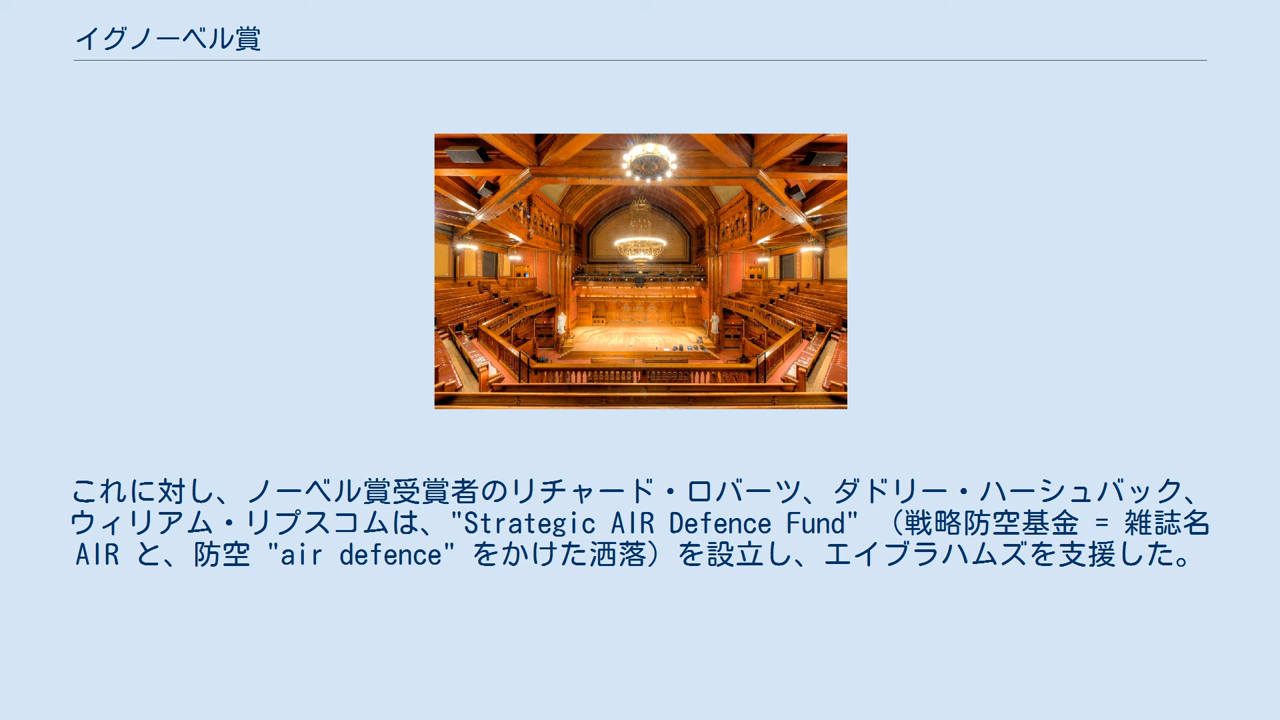 イグノーベル賞
これに対し、ノーベル賞受賞者のリチャード・ロバーツ、ダドリー・ハーシュバック、
ウィリアム・リプスコムは、"Strategic AIR Defence Fund" （戦略防空基金 = 雑誌名
AIR と、防空 "air defence" をかけた洒落）を設立し、エイブラハムズを支援した。